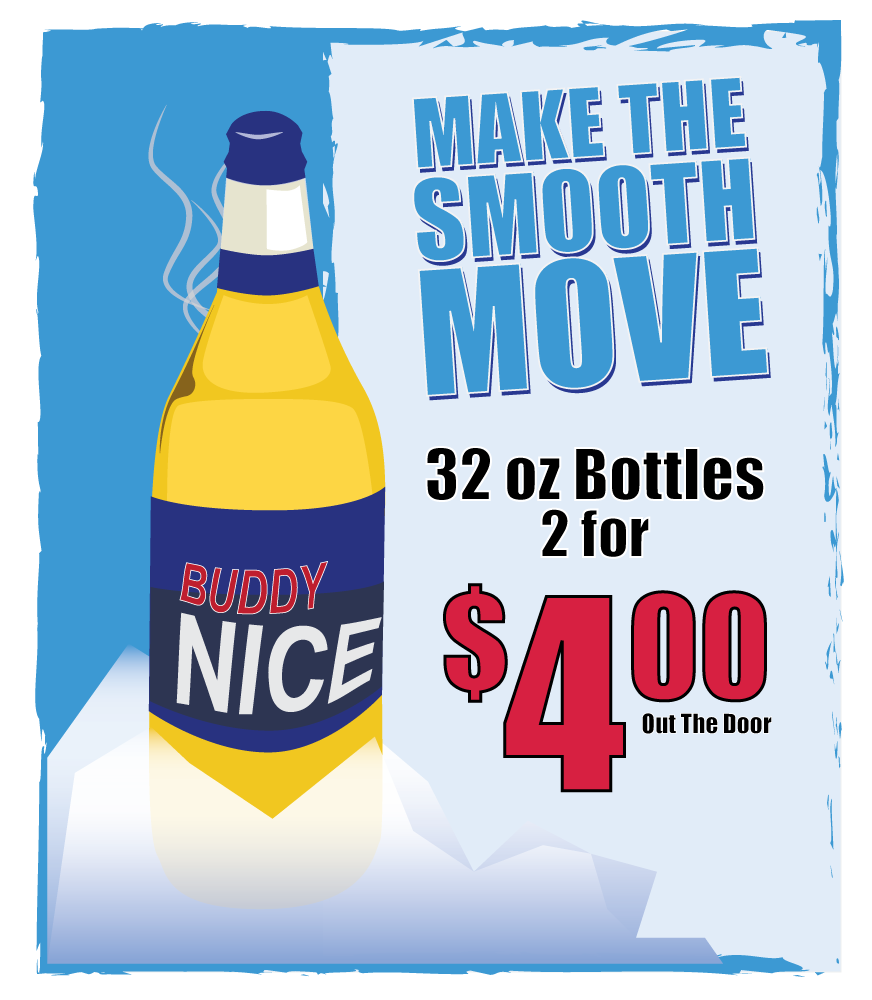 MAKE THE
SMOOTH
MOVE
32 oz Bottles
2 for
$4 00
Out The Door
BUDDY
NICE